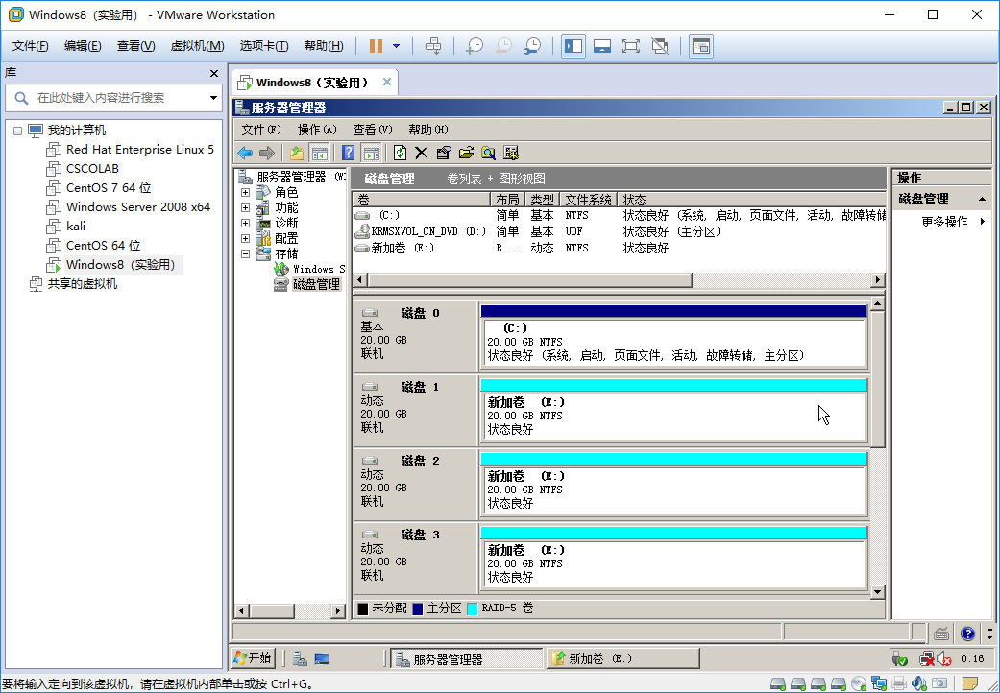 Windows8（实验用） - VMware Workstation
文件(F) 编辑(E) 查看(V) 虚拟机(M) 选项卡(T) 帮助(H)
库
在此处键入内容进行搜索
我的计算机
Red Hat Enterprise Linux 5
CSCOLAB
CentOS 7 64 位
Windows Server 2008 x64
kali
CentOS 64 位
Windows8（实验用）
共享的虚拟机
Windows8（实验用）
服务器管理器
文件(F) 操作(A) 查看(V) 帮助(H)
服务器管理器 (W
角色
功能
诊断
配置
存储
Windows S
磁盘管理
磁盘管理 卷列表 + 图形视图
卷 布局 类型 文件系统 状态
(C:) 简单 基本 NTFS 状态良好 (系统, 启动, 页面文件, 活动, 故障转储
KRMSXVOL_CN_DVD (D:) 简单 基本 UDF 状态良好 (主分区)
新加卷 (E:) R... 动态 NTFS 状态良好
磁盘 0
基本
20.00 GB
联机
(C:)
20.00 GB NTFS
状态良好 (系统, 启动, 页面文件, 活动, 故障转储, 主分区)
磁盘 1
动态
20.00 GB
联机
新加卷 (E:)
20.00 GB NTFS
状态良好
磁盘 2
动态
20.00 GB
联机
新加卷 (E:)
20.00 GB NTFS
状态良好
磁盘 3
动态
20.00 GB
联机
新加卷 (E:)
20.00 GB NTFS
状态良好
未分配 主分区 RAID-5 卷
操作
磁盘管理
更多操作
开始 服务器管理器 新加卷 (E:) 0:16
要将输入定向到该虚拟机，请在虚拟机内部单击或按 Ctrl+G。